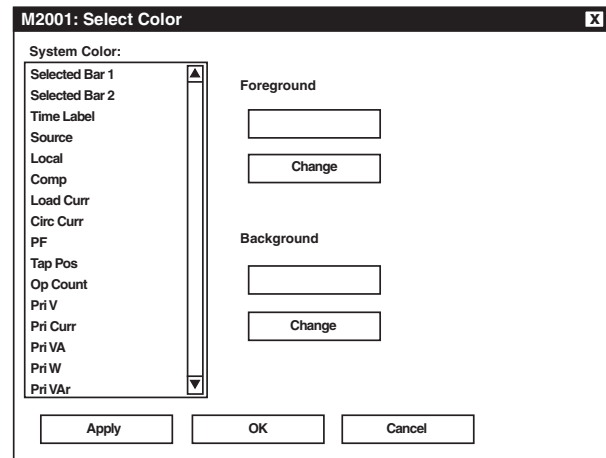 M2001: Select Color X
System Color:
Selected Bar 1
Selected Bar 2
Time Label
Source
Local
Comp
Load Curr
Circ Curr
PF
Tap Pos
Op Count
Pri V
Pri Curr
Pri VA
Pri W
Pri VAr
Foreground
Change
Background
Change
Apply OK Cancel